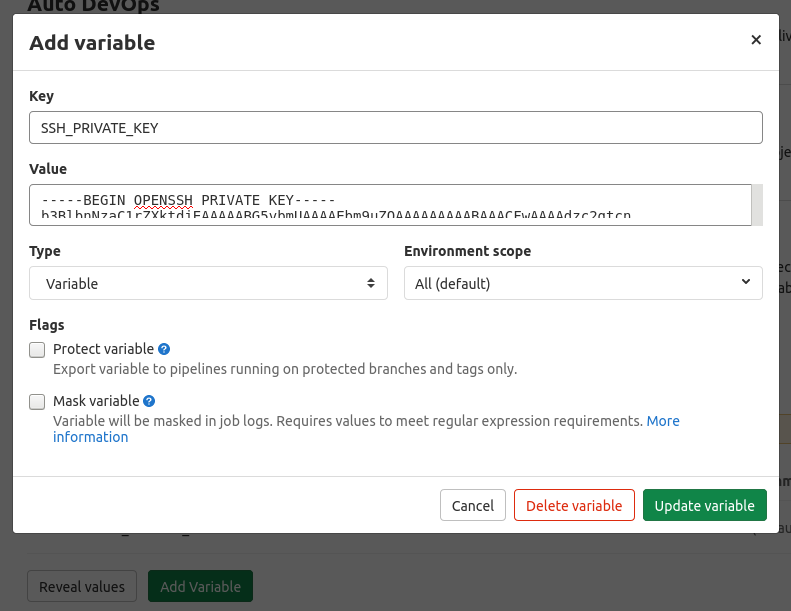 Auto DevOps
Add variable
Key
SSH_PRIVATE_KEY
Value
-----BEGIN OPENSSH PRIVATE KEY-----
Type
Environment scope
Variable
All (default)
Flags
Protect variable
Export variable to pipelines running on protected branches and tags only.
Mask variable
Variable will be masked in job logs. Requires values to meet regular expression requirements. More
information
Cancel
Delete variable
Update variable
Reveal values
Add Variable